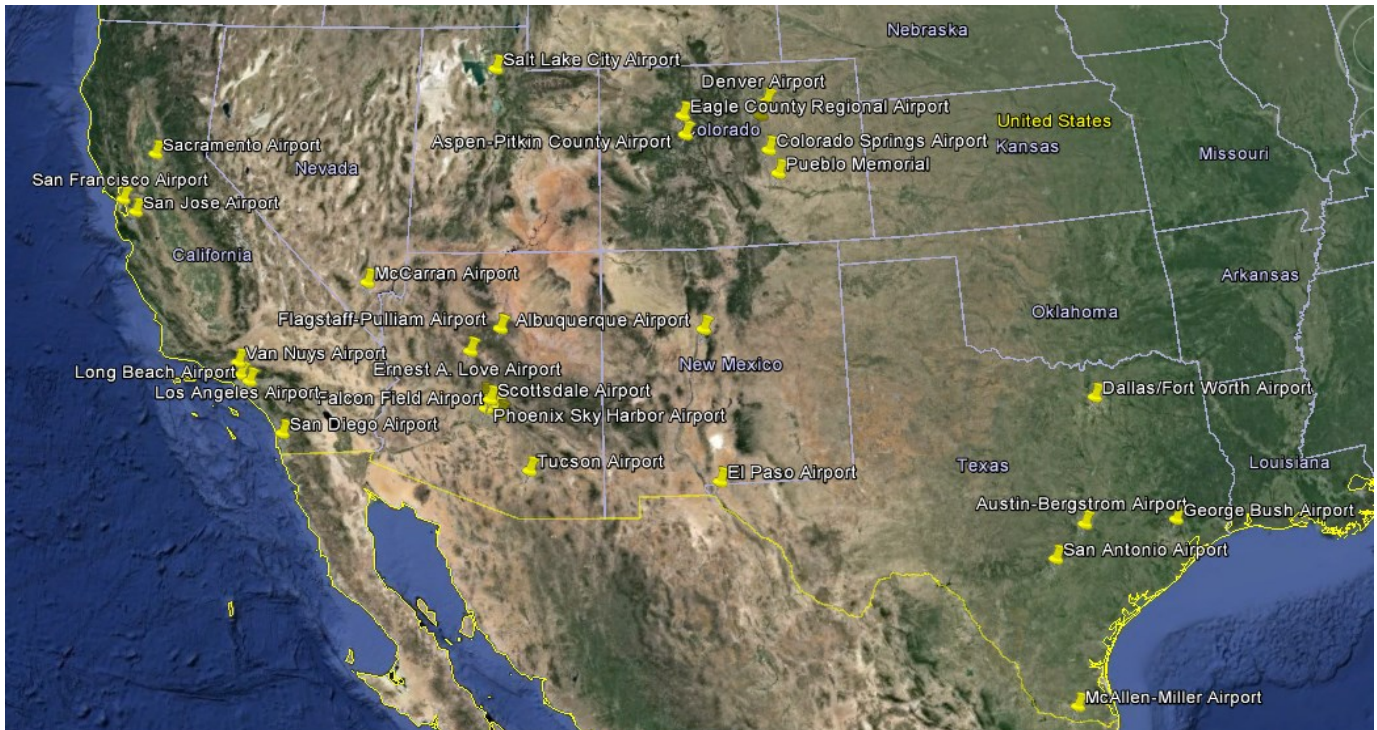 Nebraska
Salt Lake City Airport
Denver Airport
Eagle County Regional Airport
United States
Colorado
Aspen-Pitkin County Airport
Colorado Springs Airport
Kansas
Sacramento Airport
Missouri
Nevada
Pueblo Memorial
San Francisco Airport
San Jose Airport
California
McCarran Airport
Arkansas
Oklahoma
Flagstaff-Pulliam Airport
Albuquerque Airport
Van Nuys Airport
New Mexico
Long Beach Airport
Ernest A. Love Airport
Los Angeles Airport
Falcon Field Airport
Scottsdale Airport
Dallas/Fort Worth Airport
Phoenix Sky Harbor Airport
San Diego Airport
Tucson Airport
El Paso Airport
Texas
Louisiana
Austin-Bergstrom Airport
George Bush Airport
San Antonio Airport
McAllen-Miller Airport